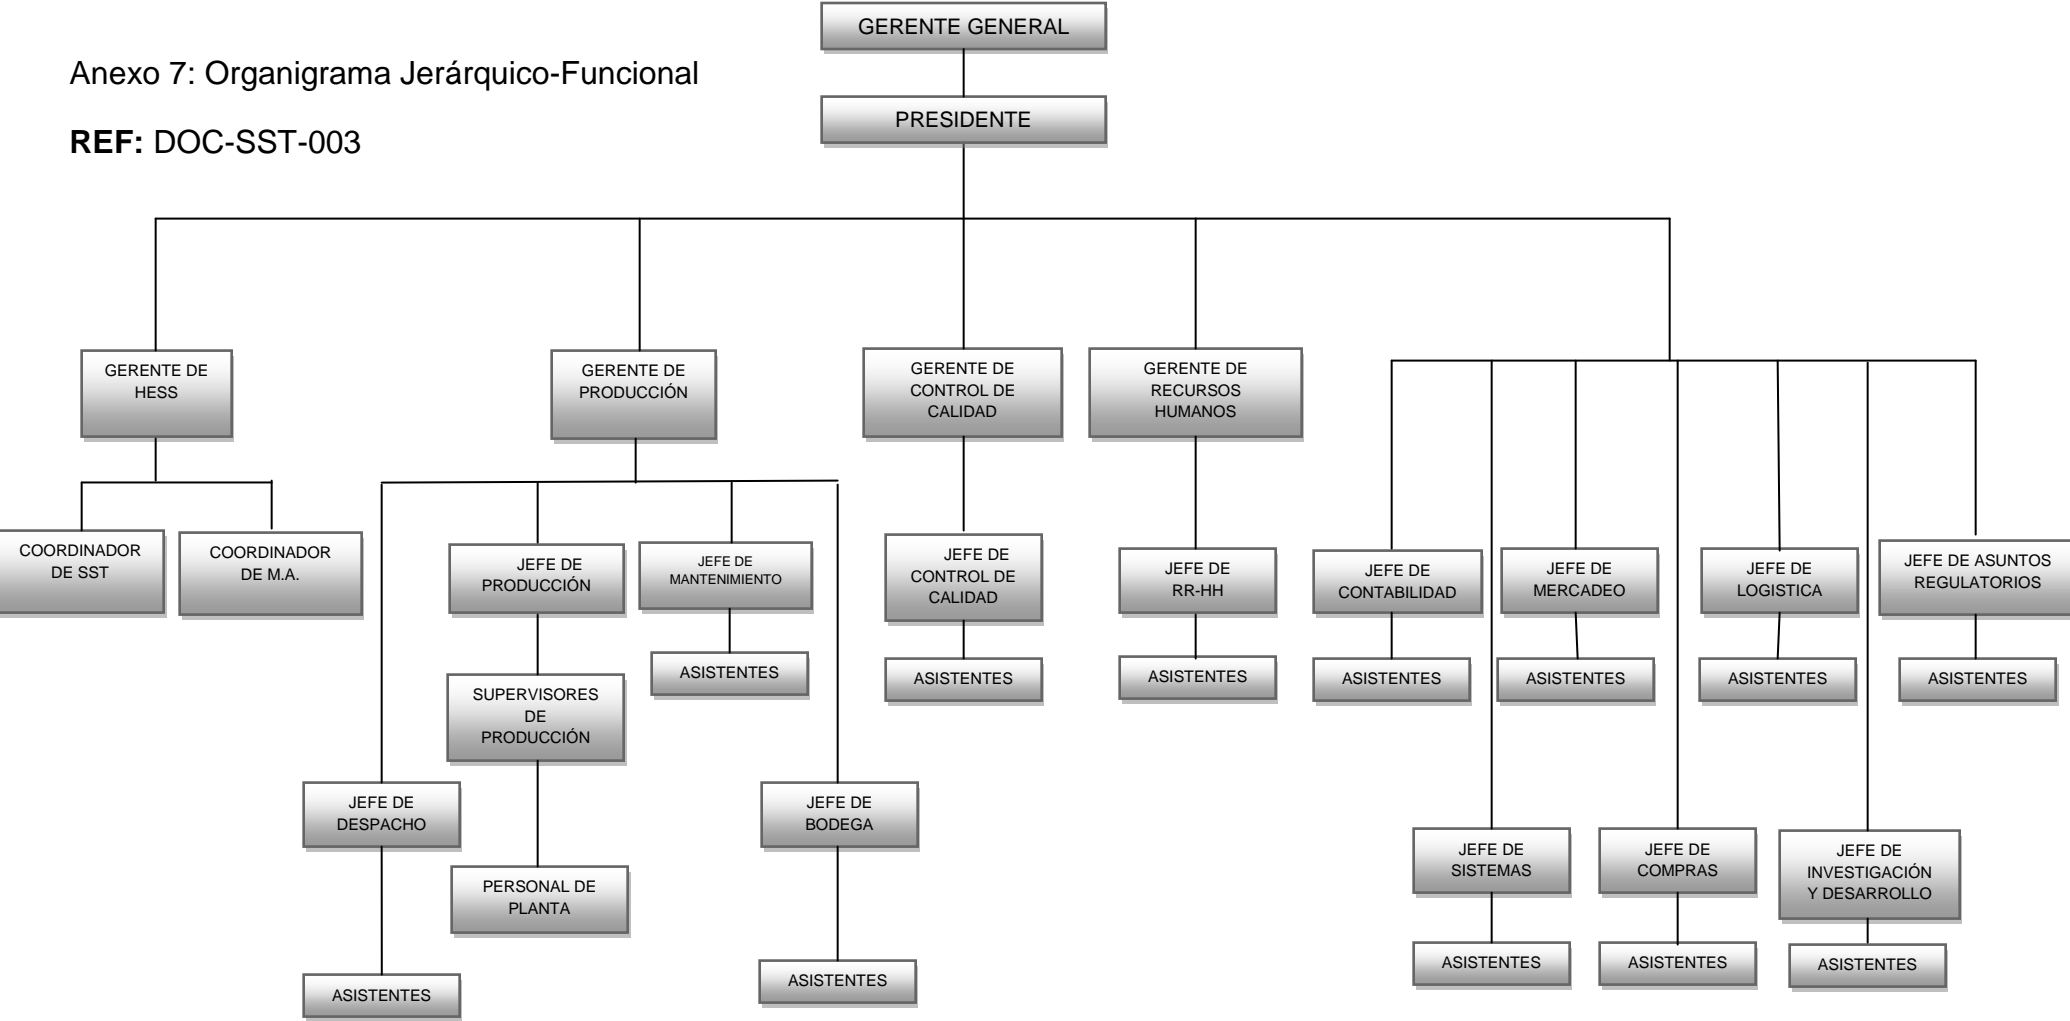 GERENTE GENERAL
Anexo 7: Organigrama Jerárquico-Funcional
PRESIDENTE
REF: DOC-SST-003
GERENTE DE
HESS
GERENTE DE
PRODUCCIÓN
GERENTE DE
CONTROL DE
CALIDAD
GERENTE DE
RECURSOS
HUMANOS
COORDINADOR
DE SST
COORDINADOR
DE M.A.
JEFE DE
PRODUCCIÓN
JEFE DE
MANTENIMIENTO
JEFE DE
CONTROL DE
CALIDAD
JEFE DE
RR-HH
JEFE DE
CONTABILIDAD
JEFE DE
MERCADEO
JEFE DE
LOGISTICA
JEFE DE ASUNTOS
REGULATORIOS
ASISTENTES
ASISTENTES
ASISTENTES
ASISTENTES
ASISTENTES
ASISTENTES
ASISTENTES
SUPERVISORES
DE
PRODUCCIÓN
JEFE DE
DESPACHO
JEFE DE
BODEGA
JEFE DE
SISTEMAS
JEFE DE
COMPRAS
JEFE DE
INVESTIGACIÓN
Y DESARROLLO
PERSONAL DE
PLANTA
ASISTENTES
ASISTENTES
ASISTENTES
ASISTENTES
ASISTENTES